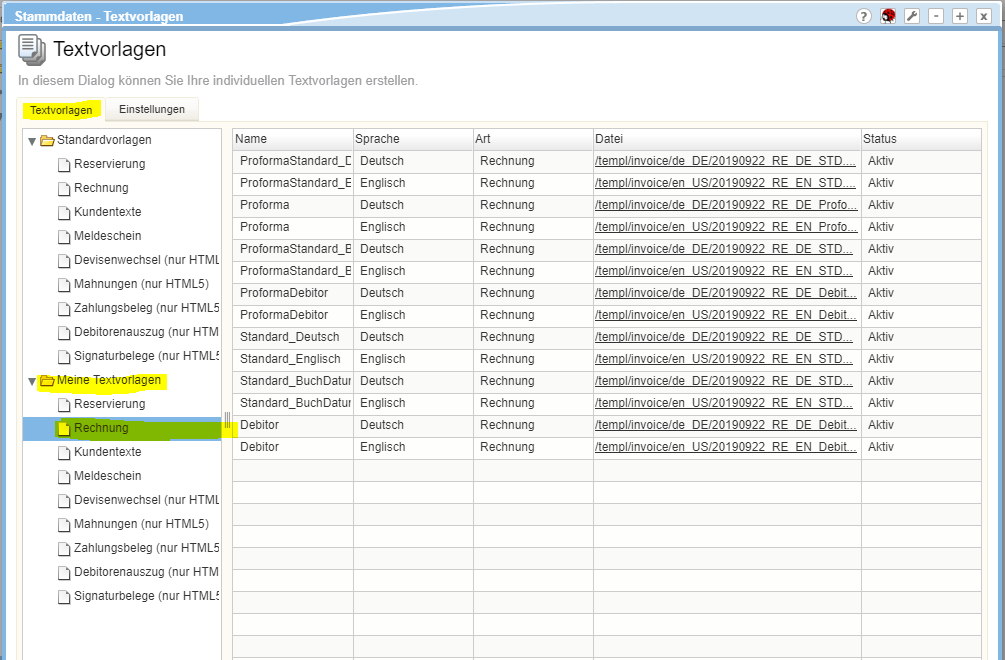 Stammdaten - Textvorlagen
Textvorlagen
In diesem Dialog können Sie Ihre individuellen Textvorlagen erstellen.
Textvorlagen Einstellungen
Standardvorlagen
Reservierung
Rechnung
Kundentexte
Meldeschein
Devisenwechsel (nur HTML
Mahnungen (nur HTML5)
Zahlungsbeleg (nur HTML5
Debitorenauszug (nur HTM
Signaturbelege (nur HTML5
Meine Textvorlagen
Reservierung
Rechnung
Kundentexte
Meldeschein
Devisenwechsel (nur HTML
Mahnungen (nur HTML5)
Zahlungsbeleg (nur HTML5
Debitorenauszug (nur HTM
Signaturbelege (nur HTML5
Name Sprache Art Datei Status
ProformaStandard_D Deutsch Rechnung /templ/invoice/de_DE/20190922_RE_DE_STD.... Aktiv
ProformaStandard_E Englisch Rechnung /templ/invoice/en_US/20190922_RE_EN_STD.... Aktiv
Proforma Deutsch Rechnung /templ/invoice/de_DE/20190922_RE_DE_Profo... Aktiv
Proforma Englisch Rechnung /templ/invoice/en_US/20190922_RE_EN_Profo... Aktiv
ProformaStandard_B Deutsch Rechnung /templ/invoice/de_DE/20190922_RE_DE_STD... Aktiv
ProformaStandard_B Englisch Rechnung /templ/invoice/en_US/20190922_RE_EN_STD... Aktiv
ProformaDebitor Deutsch Rechnung /templ/invoice/de_DE/20190922_RE_DE_Debit... Aktiv
ProformaDebitor Englisch Rechnung /templ/invoice/en_US/20190922_RE_EN_Debit... Aktiv
Standard_Deutsch Deutsch Rechnung /templ/invoice/de_DE/20190922_RE_DE_STD... Aktiv
Standard_Englisch Englisch Rechnung /templ/invoice/en_US/20190922_RE_EN_STD... Aktiv
Standard_BuchDatur Deutsch Rechnung /templ/invoice/de_DE/20190922_RE_DE_STD... Aktiv
Standard_BuchDatur Englisch Rechnung /templ/invoice/en_US/20190922_RE_EN_STD... Aktiv
Debitor Deutsch Rechnung /templ/invoice/de_DE/20190922_RE_DE_Debit... Aktiv
Debitor Englisch Rechnung /templ/invoice/en_US/20190922_RE_EN_Debit... Aktiv